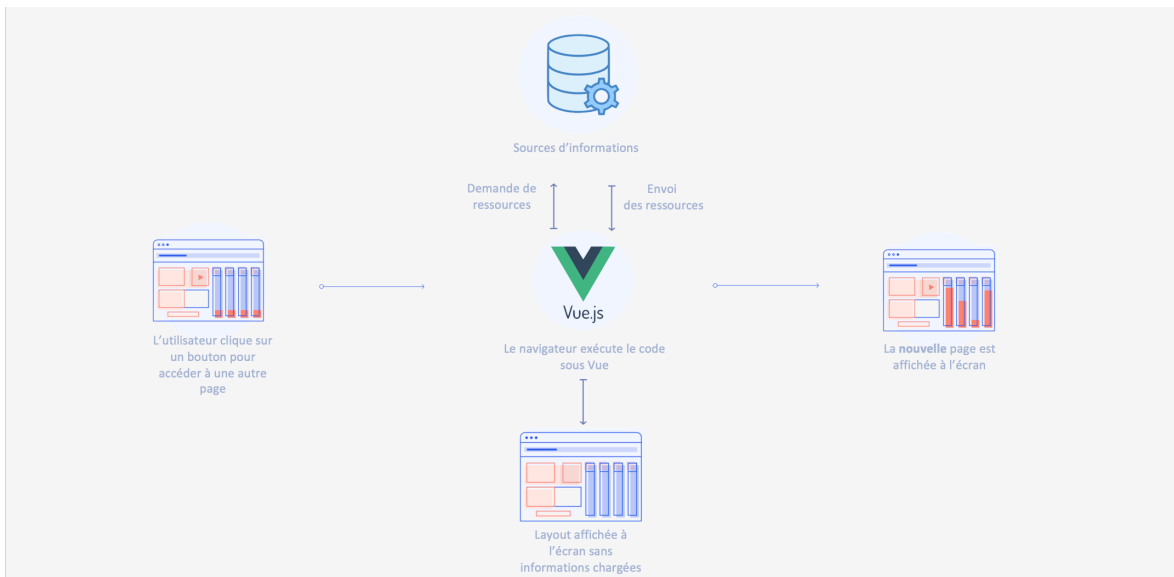 Sources d'informations
Demande de
ressources
Envoi
des ressources
Vue.js
L'utilisateur clique sur
un bouton pour
accéder à une autre
page
Le navigateur exécute le code
sous Vue
La nouvelle page est
affichée à l'écran
Layout affichée à
l'écran sans
informations chargées